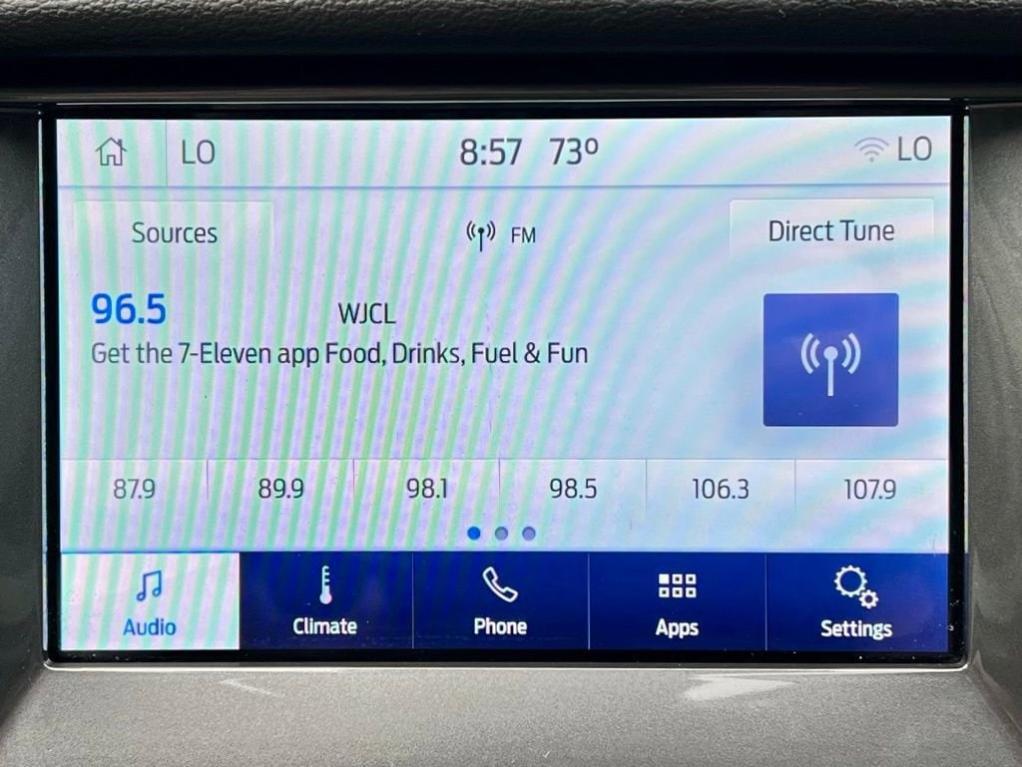 LO 8:57 73° LO
Sources FM Direct Tune
96.5 WJCL
Get the 7-Eleven app Food, Drinks, Fuel & Fun
87.9 89.9 98.1 98.5 106.3 107.9
Audio Climate Phone Apps Settings